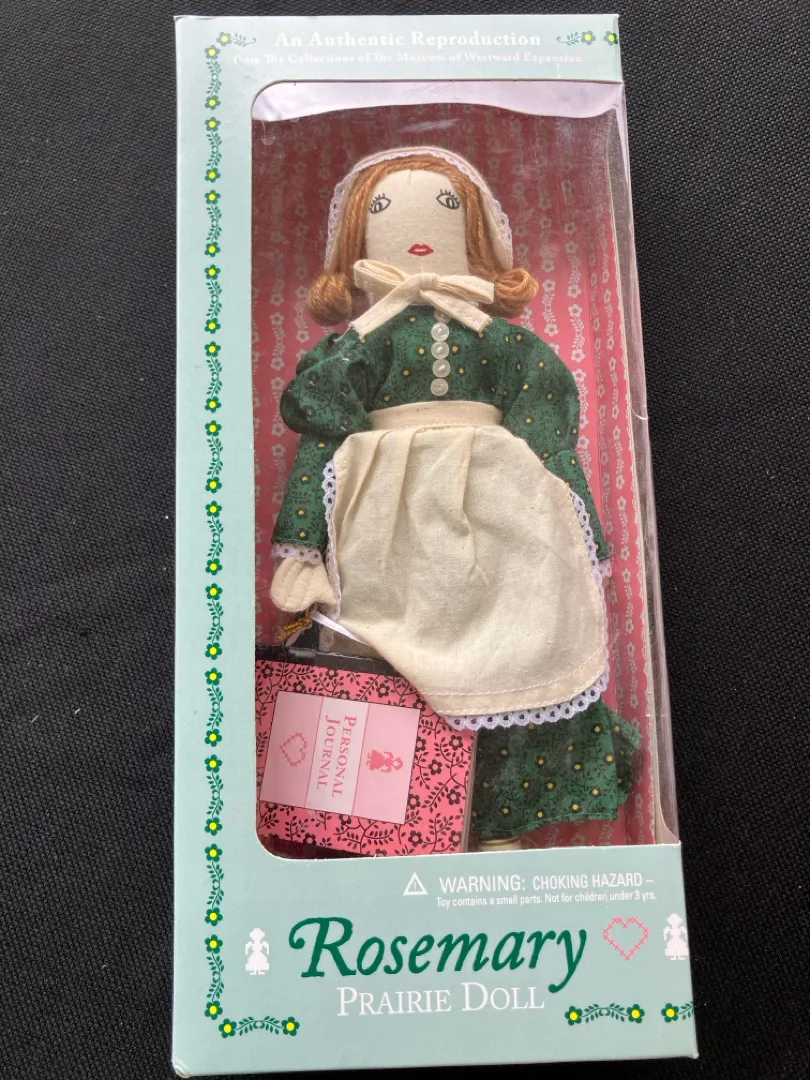 An Authentic Reproduction
from The Collections of The Museum of Westward Expansion
PERSONAL
JOURNAL
WARNING: CHOKING HAZARD –
Toy contains a small parts. Not for children under 3 yrs.
Rosemary
PRAIRIE DOLL